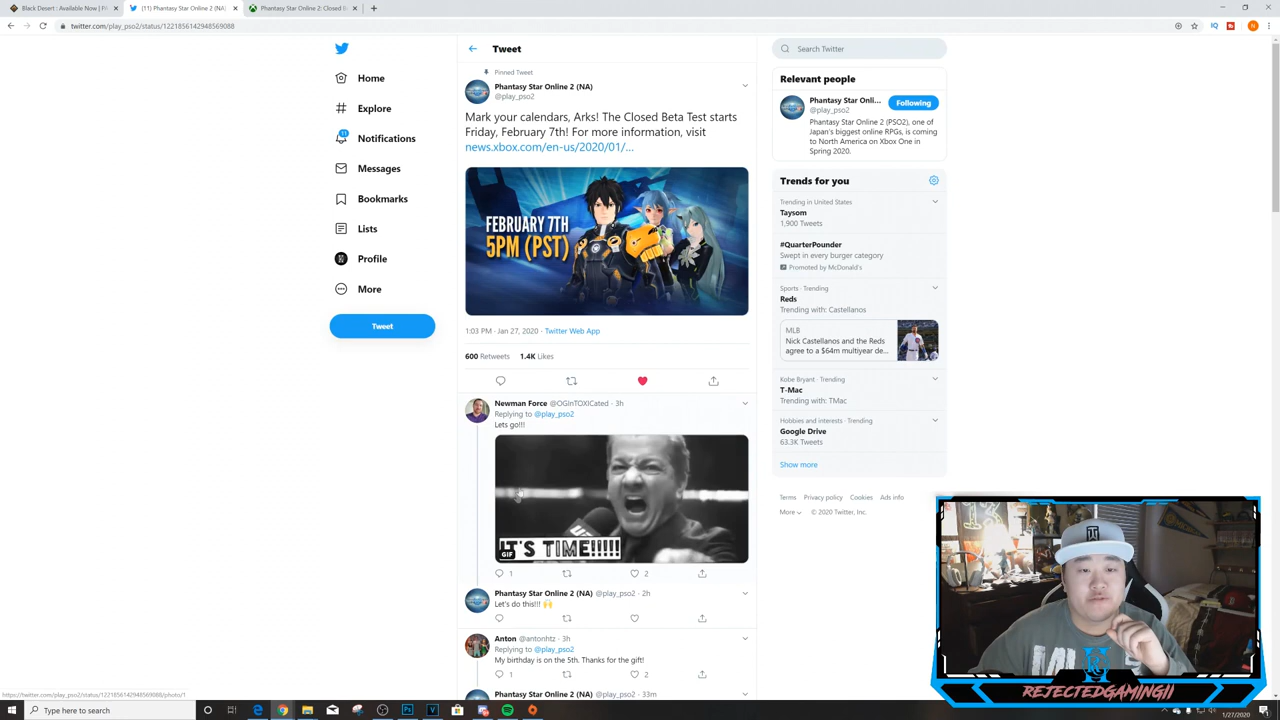 Black Desert : Available Now | Fi
(11) Phantasy Star Online 2 (NA)
Phantasy Star Online 2: Closed B
twitter.com/play_pso2/status/1221856142948569088
Home
Explore
11
Notifications
Messages
Bookmarks
Lists
Profile
More
Tweet
Tweet
Pinned Tweet
Phantasy Star Online 2 (NA)
@play_pso2
Mark your calendars, Arks! The Closed Beta Test starts
Friday, February 7th! For more information, visit
news.xbox.com/en-us/2020/01/…
FEBRUARY 7TH
5PM (PST)
1:03 PM · Jan 27, 2020 · Twitter Web App
600 Retweets 1.4K Likes
Newman Force @OGInTOXICated · 3h
Replying to @play_pso2
Lets go!!!
IT'S TIME!!!!!
GIF
1 2
Phantasy Star Online 2 (NA) @play_pso2 · 2h
Let's do this!!! 🙌
Anton @antonhtz · 3h
Replying to @play_pso2
My birthday is on the 5th. Thanks for the gift!
1 2
Phantasy Star Online 2 (NA) @play_pso2 · 33m
Search Twitter
Relevant people
Phantasy Star Onli...
@play_pso2
Following
Phantasy Star Online 2 (PSO2), one of
Japan's biggest online RPGs, is coming
to North America on Xbox One in
Spring 2020.
Trends for you
Trending in United States
Taysom
1,900 Tweets
#QuarterPounder
Swept in every burger category
Promoted by McDonald's
Sports · Trending
Reds
Trending with: Castellanos
MLB
Nick Castellanos and the Reds
agree to a $64m multiyear de...
Kobe Bryant · Trending
T-Mac
Trending with: TMac
Hobbies and interests · Trending
Google Drive
63.3K Tweets
Show more
Terms Privacy policy Cookies Ads info
More © 2020 Twitter, Inc.
REJECTEDGAMING11
https://twitter.com/play_pso2/status/1221856142948569088/photo/1
Type here to search
1/27/2020